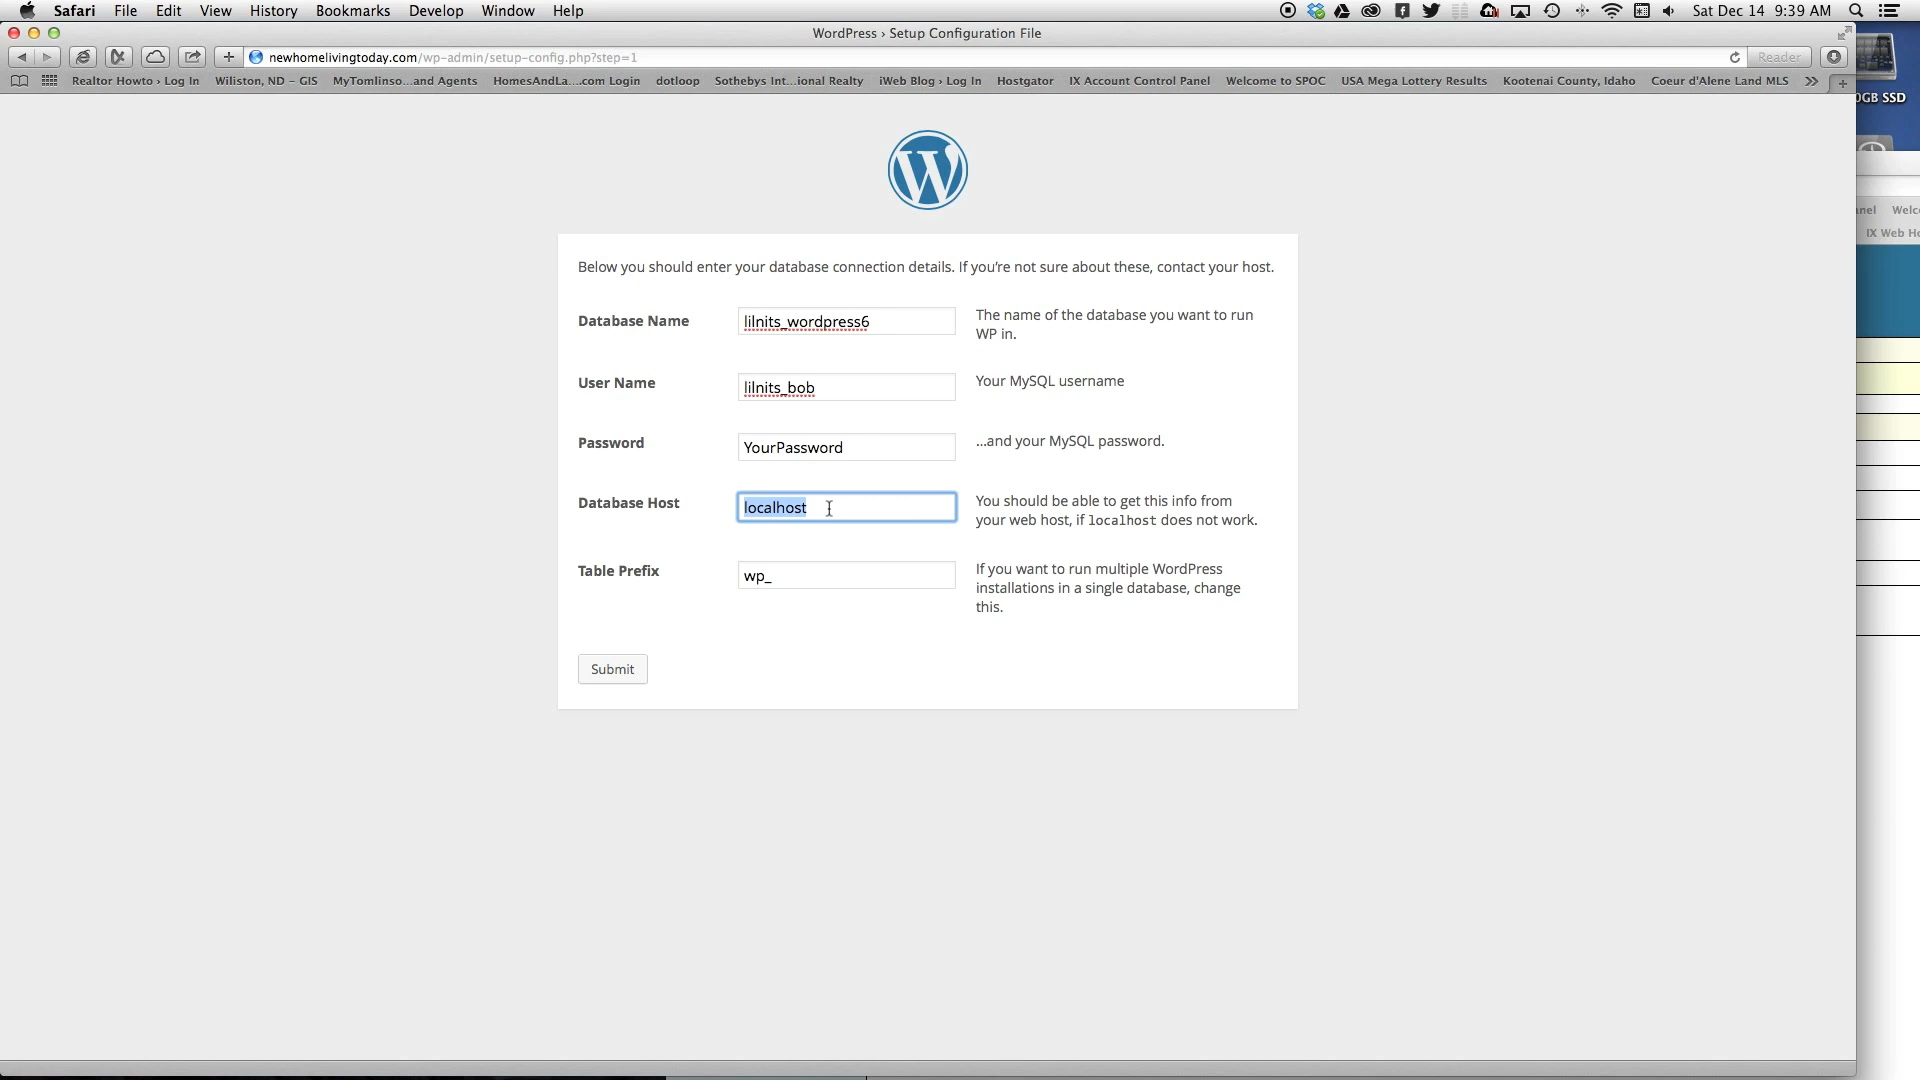 Safari File Edit View History Bookmarks Develop Window Help Sat Dec 14 9:39 AM
WordPress › Setup Configuration File
newhomelivingtoday.com/wp-admin/setup-config.php?step=1 Reader
Realtor Howto › Log In Wiliston, ND – GIS MyTomlinso...and Agents HomesAndLa....com Login dotloop Sothebys Int...ional Realty iWeb Blog › Log In Hostgator IX Account Control Panel Welcome to SPOC USA Mega Lottery Results Kootenai County, Idaho Coeur d'Alene Land MLS
0GB SSD
Below you should enter your database connection details. If you’re not sure about these, contact your host.
Database Name lilnits_wordpress6 The name of the database you want to run
WP in.
User Name lilnits_bob Your MySQL username
Password YourPassword …and your MySQL password.
Database Host localhost You should be able to get this info from
your web host, if localhost does not work.
Table Prefix wp_ If you want to run multiple WordPress
installations in a single database, change
this.
Submit
IX Web